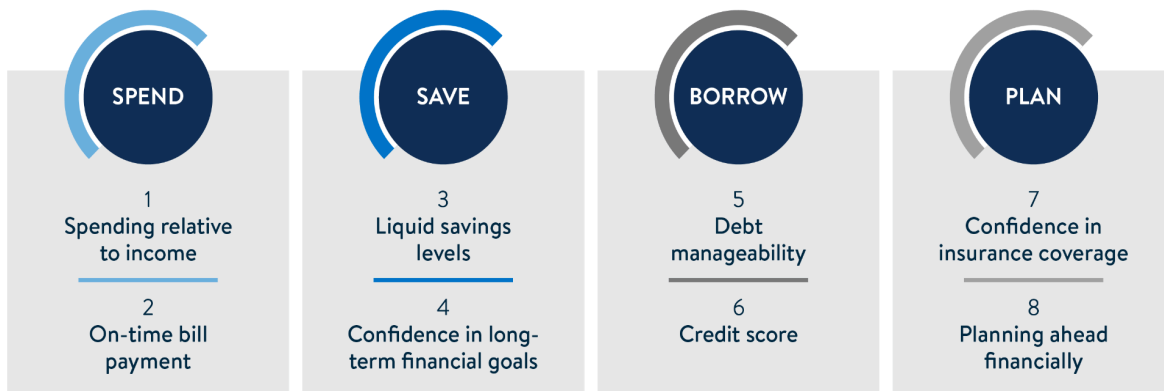 SPEND
1
Spending relative
to income
2
On-time bill
payment
SAVE
3
Liquid savings
levels
4
Confidence in long-
term financial goals
BORROW
5
Debt
manageability
6
Credit score
PLAN
7
Confidence in
insurance coverage
8
Planning ahead
financially